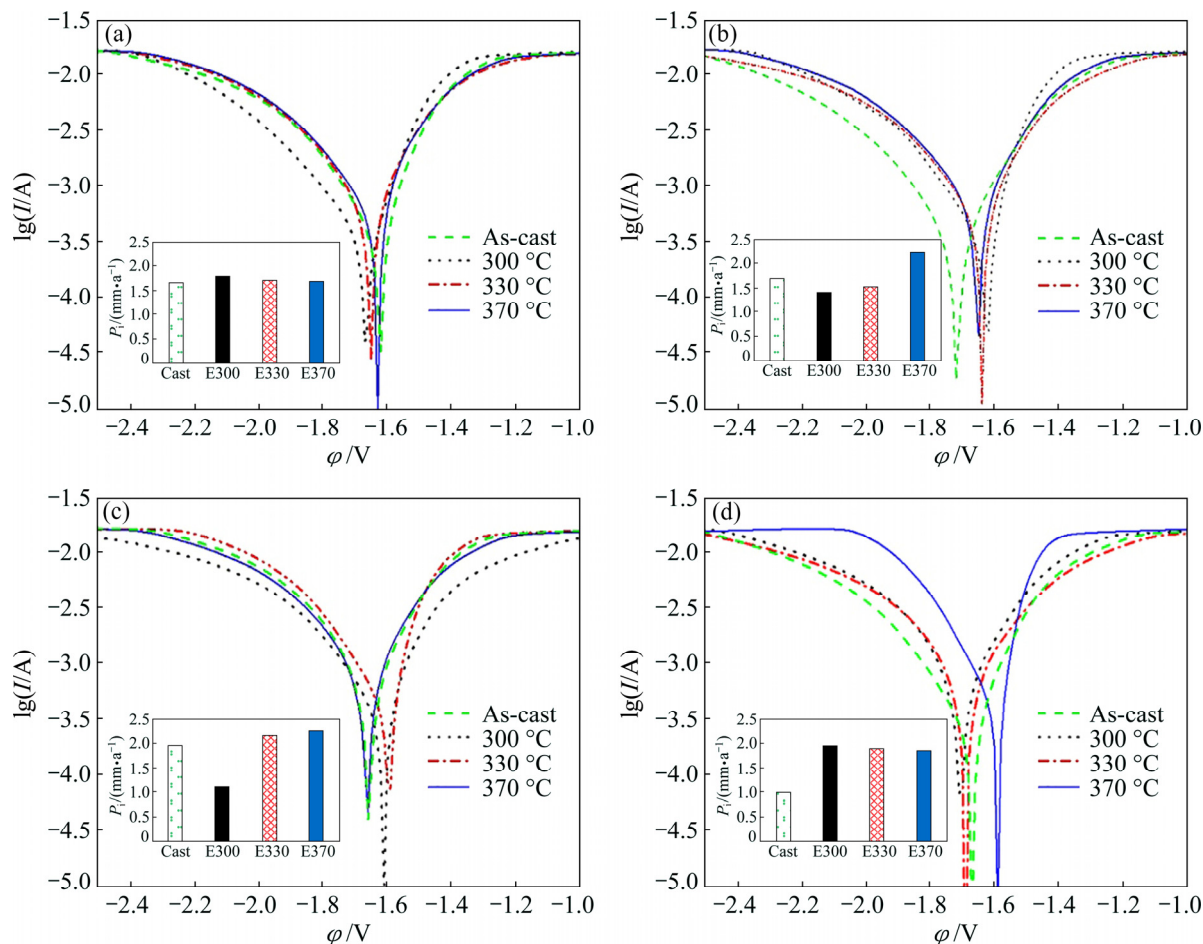 (a)
−1.5
−2.0
−2.5
−3.0
−3.5
−4.0
−4.5
−5.0
lg(I/A)
−2.4 −2.2 −2.0 −1.8 −1.6 −1.4 −1.2 −1.0
φ/V
As-cast
300 °C
330 °C
370 °C
2.5
2.0
1.5
1.0
0.5
0
Pi/(mm•a−1)
Cast E300 E330 E370
(b)
−1.5
−2.0
−2.5
−3.0
−3.5
−4.0
−4.5
−5.0
lg(I/A)
−2.4 −2.2 −2.0 −1.8 −1.6 −1.4 −1.2 −1.0
φ/V
As-cast
300 °C
330 °C
370 °C
2.5
2.0
1.5
1.0
0.5
0
Pi/(mm•a−1)
Cast E300 E330 E370
(c)
−1.5
−2.0
−2.5
−3.0
−3.5
−4.0
−4.5
−5.0
lg(I/A)
−2.4 −2.2 −2.0 −1.8 −1.6 −1.4 −1.2 −1.0
φ/V
As-cast
300 °C
330 °C
370 °C
2.5
2.0
1.5
1.0
0.5
0
Pi/(mm•a−1)
Cast E300 E330 E370
(d)
−1.5
−2.0
−2.5
−3.0
−3.5
−4.0
−4.5
−5.0
lg(I/A)
−2.4 −2.2 −2.0 −1.8 −1.6 −1.4 −1.2 −1.0
φ/V
As-cast
300 °C
330 °C
370 °C
2.5
2.0
1.5
1.0
0.5
0
Pi/(mm•a−1)
Cast E300 E330 E370